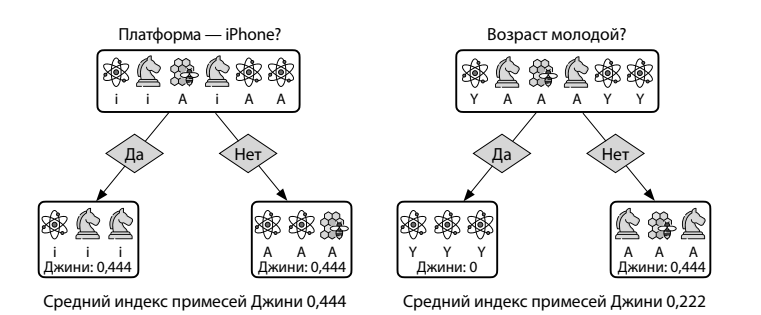 Платформа — iPhone?
i i A i A A
Да
Нет
i i i
Джини: 0,444
A A A
Джини: 0,444
Средний индекс примесей Джини 0,444
Возраст молодой?
Y A A A Y Y
Да
Нет
Y Y Y
Джини: 0
A A A
Джини: 0,444
Средний индекс примесей Джини 0,222